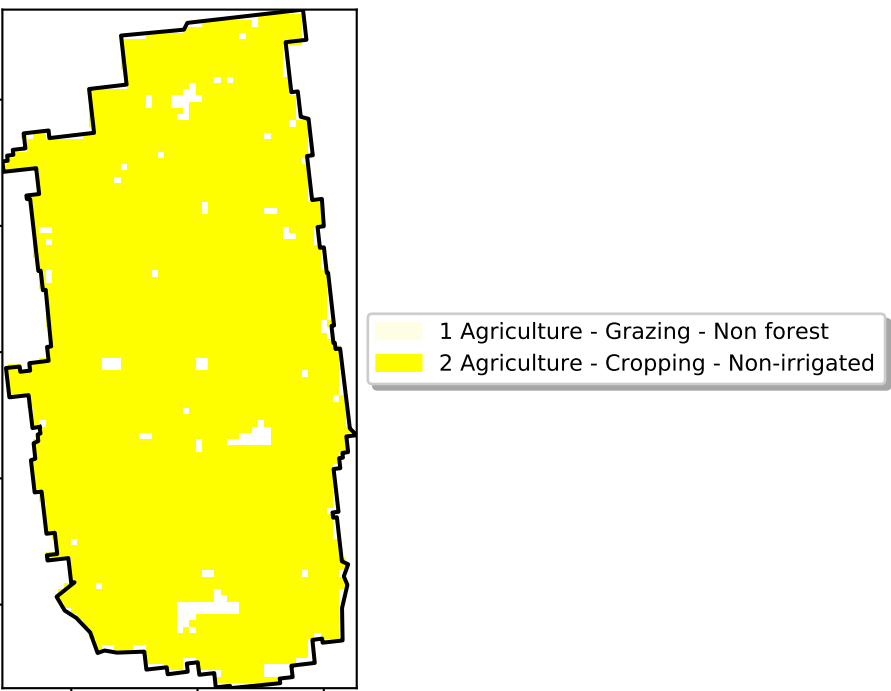 1 Agriculture - Grazing - Non forest
2 Agriculture - Cropping - Non-irrigated